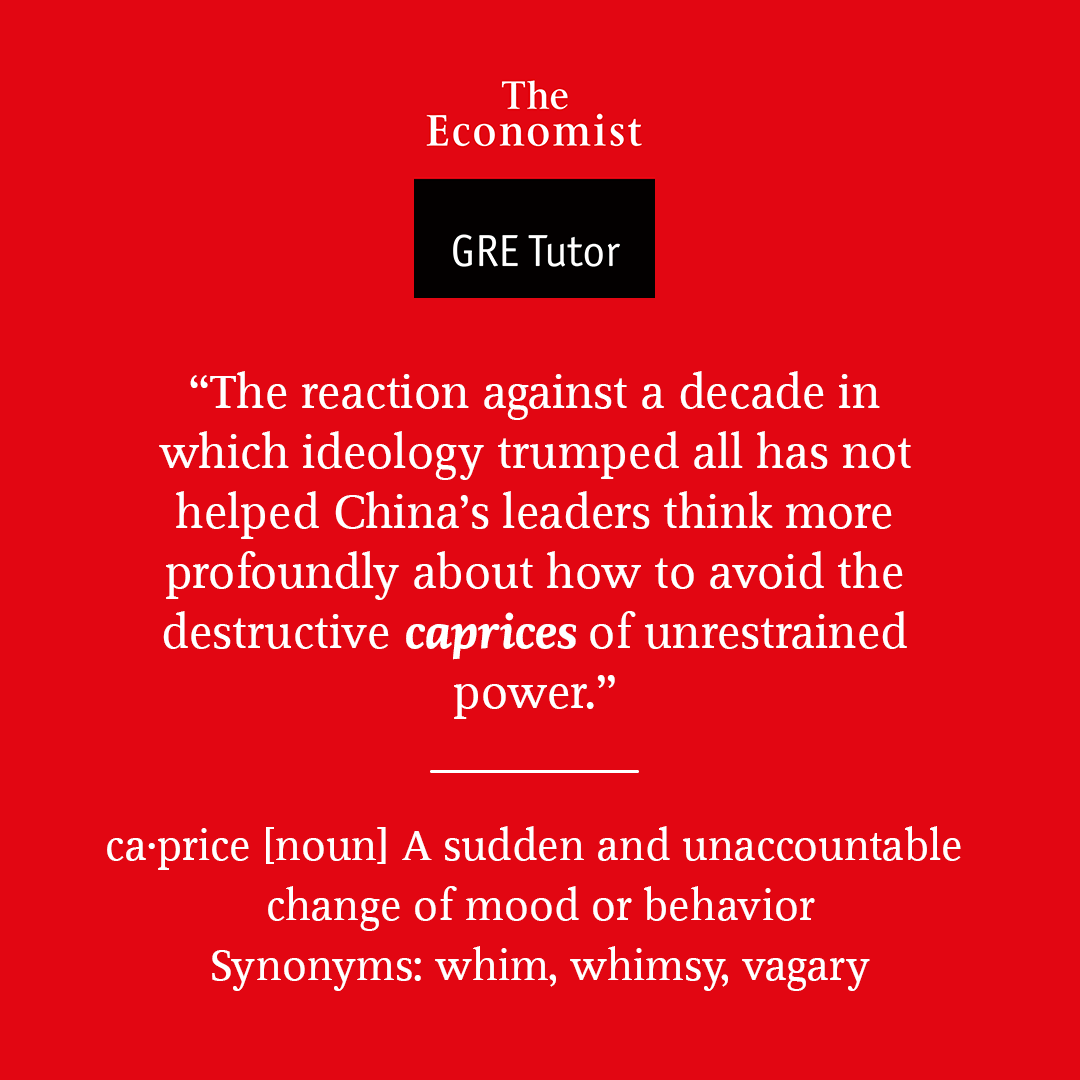 The
Economist
GRE Tutor
“The reaction against a decade in
which ideology trumped all has not
helped China’s leaders think more
profoundly about how to avoid the
destructive caprices of unrestrained
power.”
ca·price [noun] A sudden and unaccountable
change of mood or behavior
Synonyms: whim, whimsy, vagary